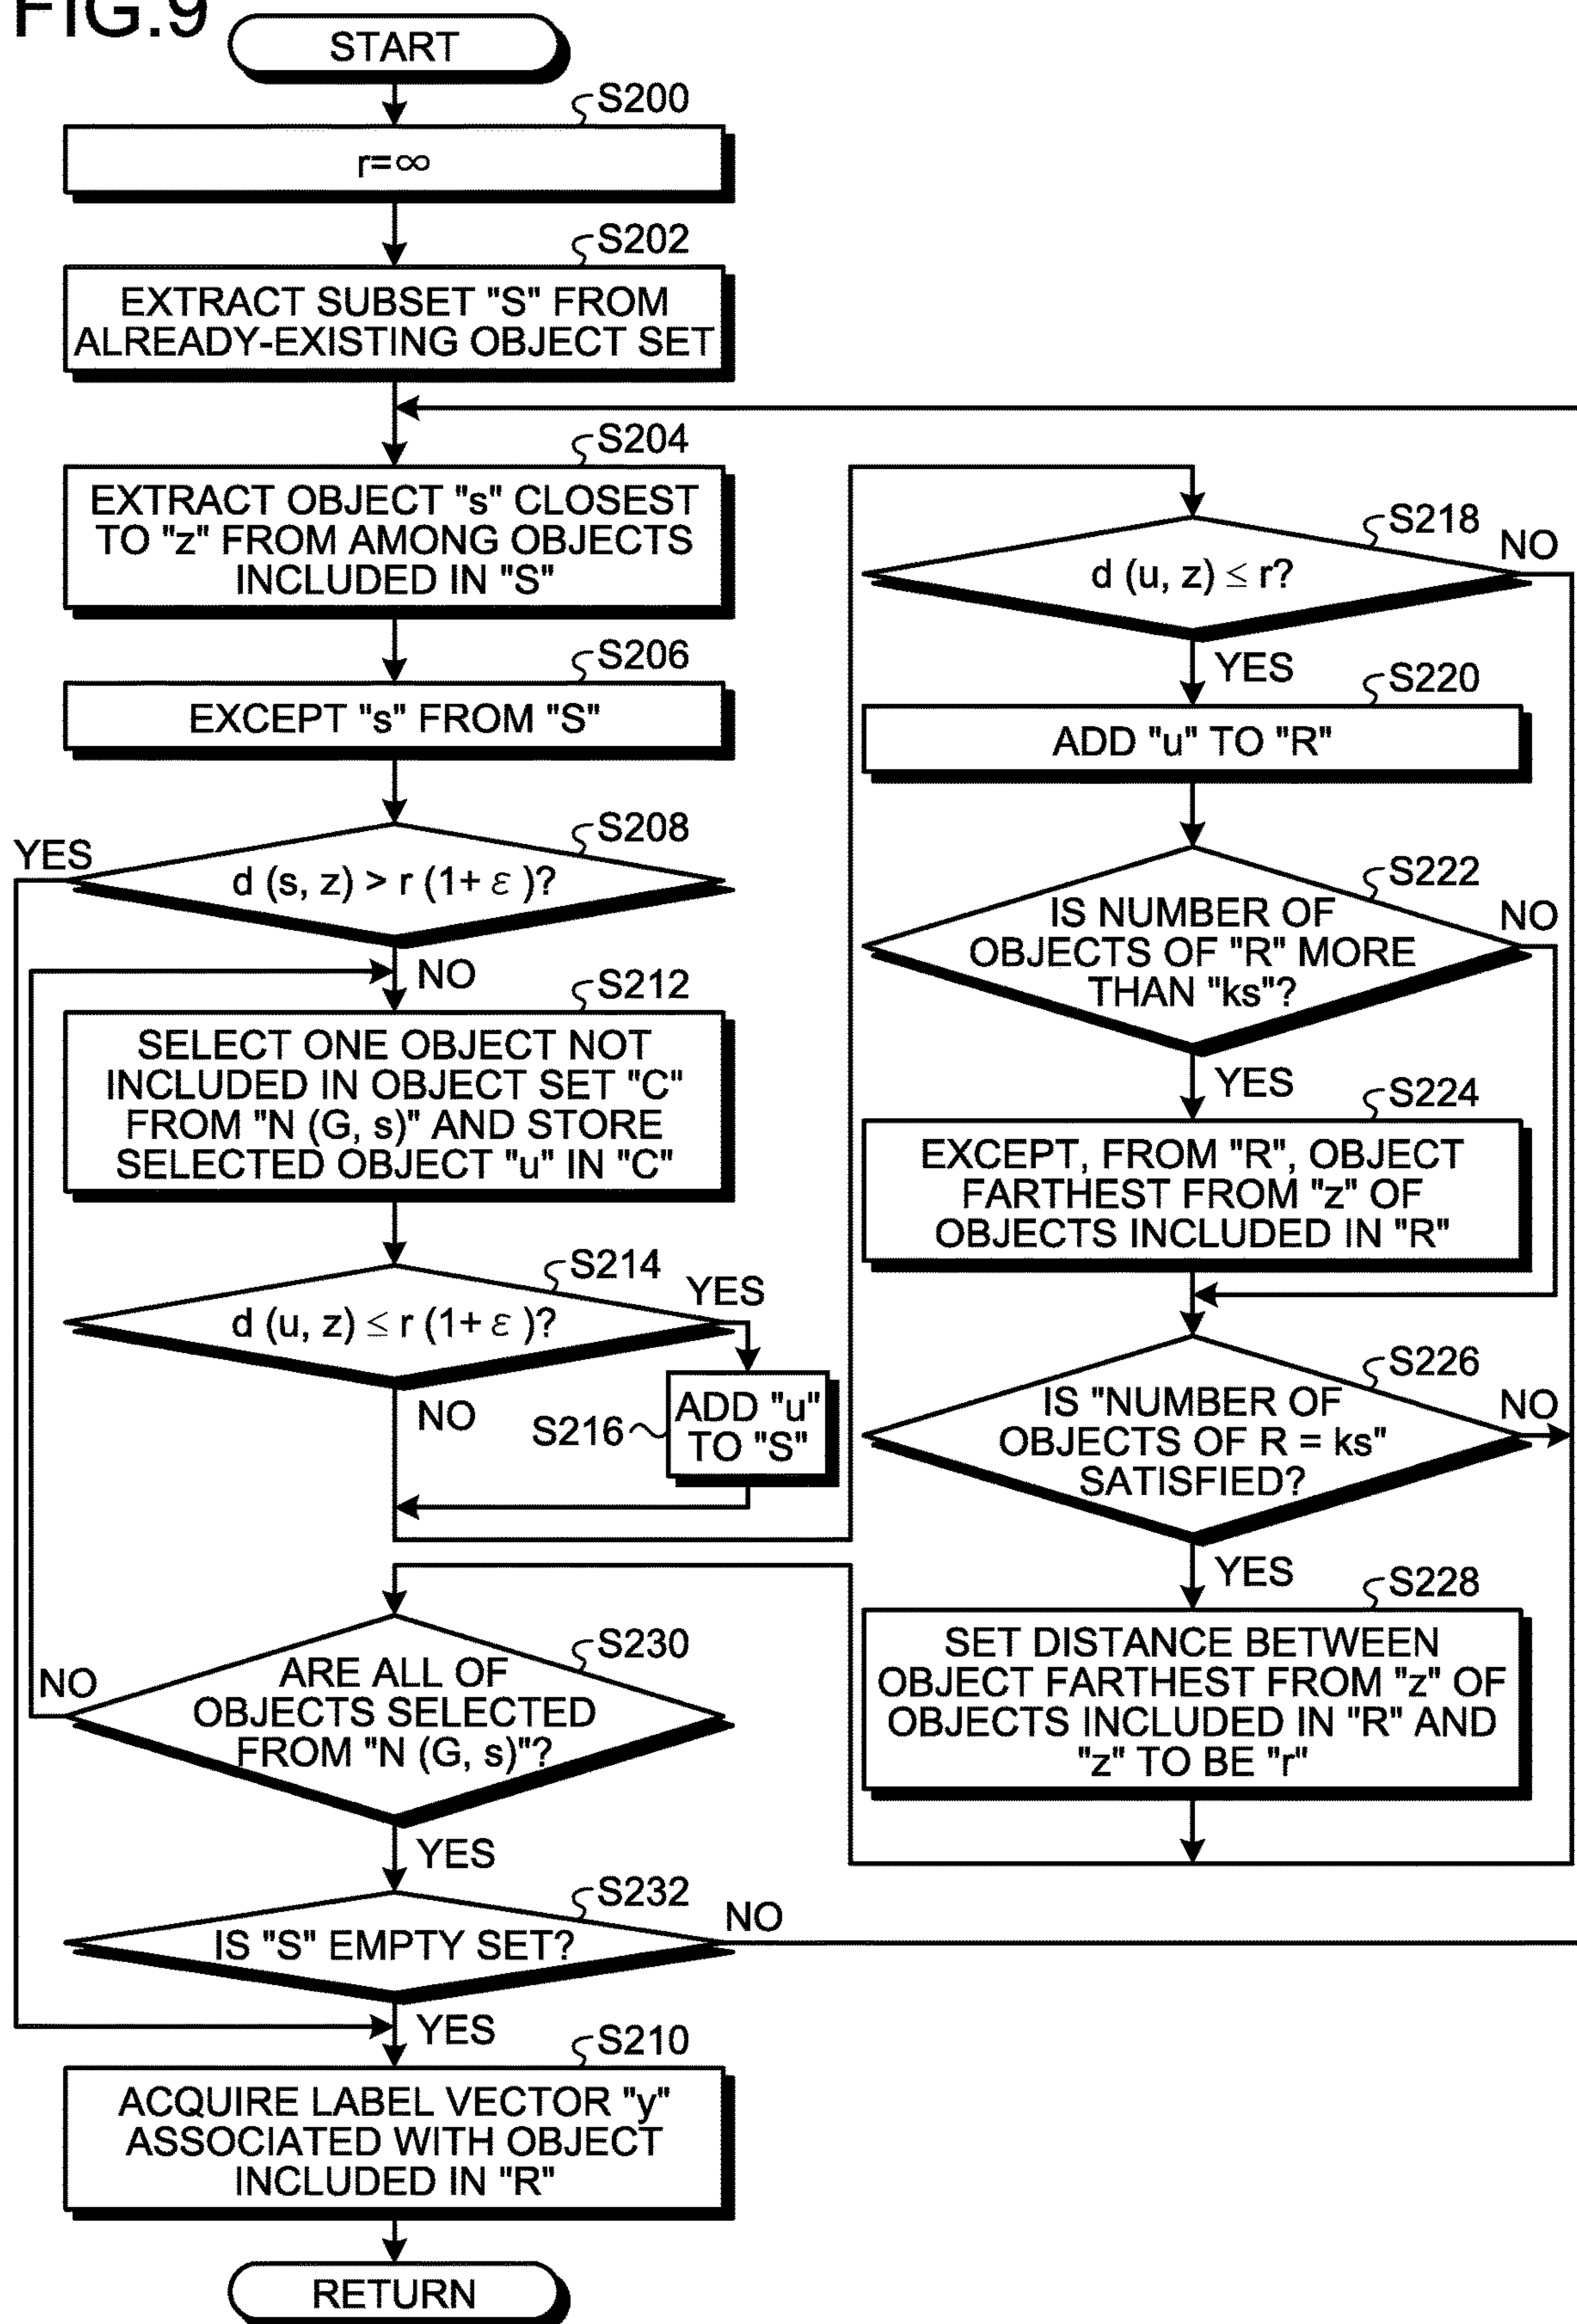 FIG.9
START
S200
r=∞
S202
EXTRACT SUBSET "S" FROM
ALREADY-EXISTING OBJECT SET
S204
EXTRACT OBJECT "s" CLOSEST
TO "z" FROM AMONG OBJECTS
INCLUDED IN "S"
S206
EXCEPT "s" FROM "S"
S208
YES
d (s, z) > r (1+ ε )?
NO
S212
SELECT ONE OBJECT NOT
INCLUDED IN OBJECT SET "C"
FROM "N (G, s)" AND STORE
SELECTED OBJECT "u" IN "C"
S214
YES
d (u, z) ≤ r (1+ ε )?
NO
S216
ADD "u"
TO "S"
S218
NO
d (u, z) ≤ r?
YES
S220
ADD "u" TO "R"
S222
NO
IS NUMBER OF
OBJECTS OF "R" MORE
THAN "ks"?
YES
S224
EXCEPT, FROM "R", OBJECT
FARTHEST FROM "z" OF
OBJECTS INCLUDED IN "R"
S226
NO
IS "NUMBER OF
OBJECTS OF R = ks"
SATISFIED?
YES
S228
SET DISTANCE BETWEEN
OBJECT FARTHEST FROM "z" OF
OBJECTS INCLUDED IN "R" AND
"z" TO BE "r"
S230
NO
ARE ALL OF
OBJECTS SELECTED
FROM "N (G, s)"?
YES
S232
NO
IS "S" EMPTY SET?
YES
S210
ACQUIRE LABEL VECTOR "y"
ASSOCIATED WITH OBJECT
INCLUDED IN "R"
RETURN